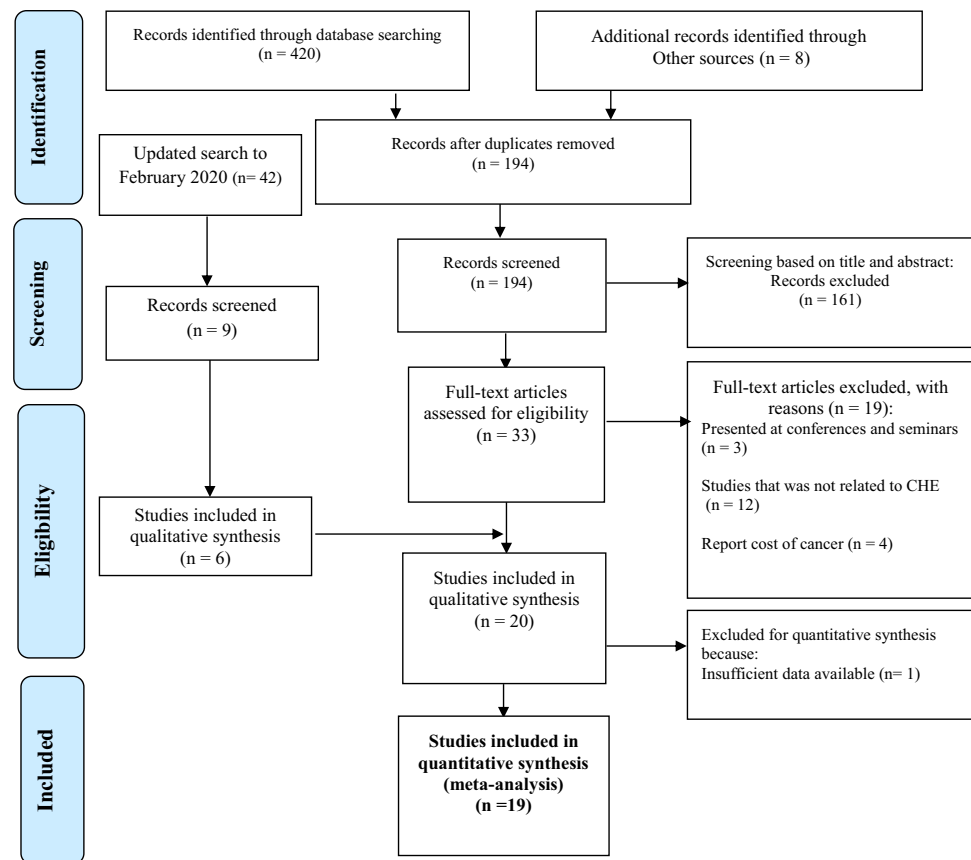 Identification
Records identified through database searching
(n = 420)
Additional records identified through
Other sources (n = 8)
Updated search to
February 2020 (n= 42)
Records after duplicates removed
(n = 194)
Screening
Records screened
(n = 194)
Screening based on title and abstract:
Records excluded
(n = 161)
Records screened
(n = 9)
Eligibility
Full-text articles
assessed for eligibility
(n = 33)
Full-text articles excluded, with
reasons (n = 19):
Presented at conferences and seminars
(n = 3)
Studies that was not related to CHE
(n = 12)
Report cost of cancer (n = 4)
Studies included in
qualitative synthesis
(n = 6)
Studies included in
qualitative synthesis
(n = 20)
Excluded for quantitative synthesis
because:
Insufficient data available (n= 1)
Included
Studies included in
quantitative synthesis
(meta-analysis)
(n =19)